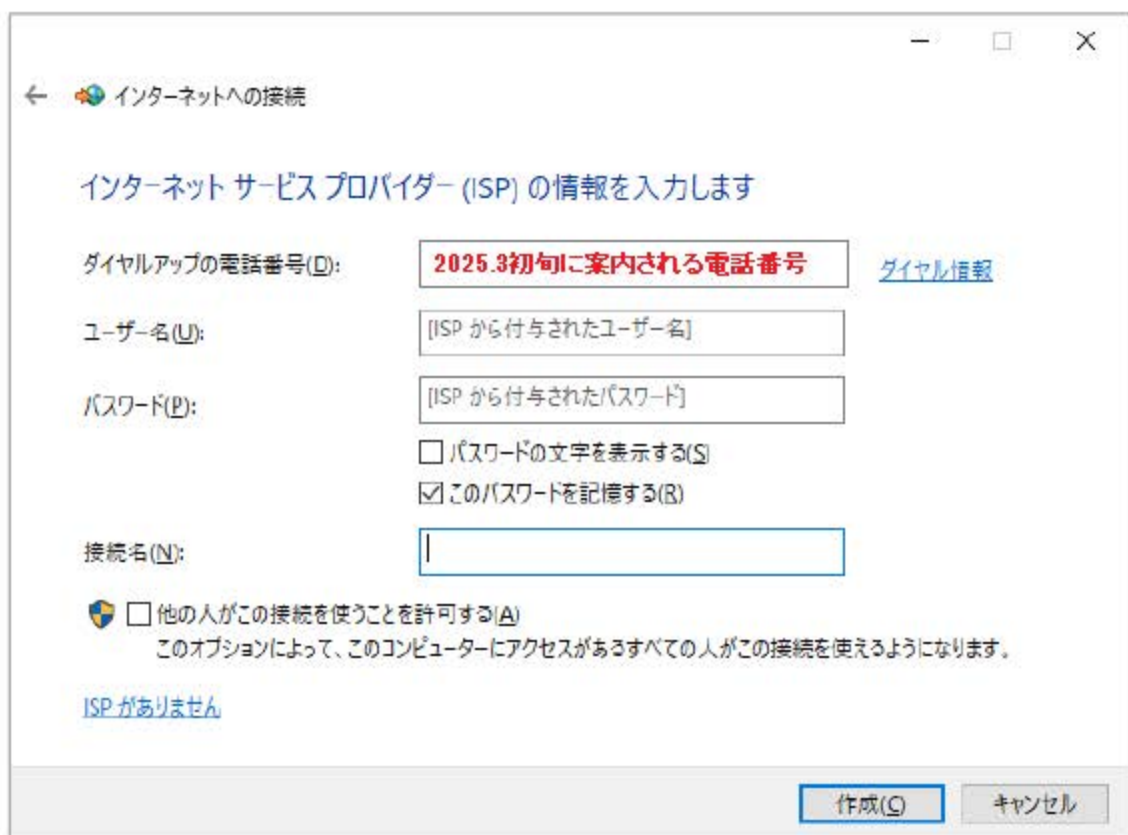 インターネットへの接続
インターネット サービス プロバイダー (ISP) の情報を入力します
ダイヤルアップの電話番号(D):
2025.3初旬に案内される電話番号
ダイヤル情報
ユーザー名(U):
[ISP から付与されたユーザー名]
パスワード(P):
[ISP から付与されたパスワード]
パスワードの文字を表示する(S)
このパスワードを記憶する(R)
接続名(N):
他の人がこの接続を使うことを許可する(A)
このオプションによって、このコンピューターにアクセスがあるすべての人がこの接続を使えるようになります。
ISP がありません
作成(C)
キャンセル